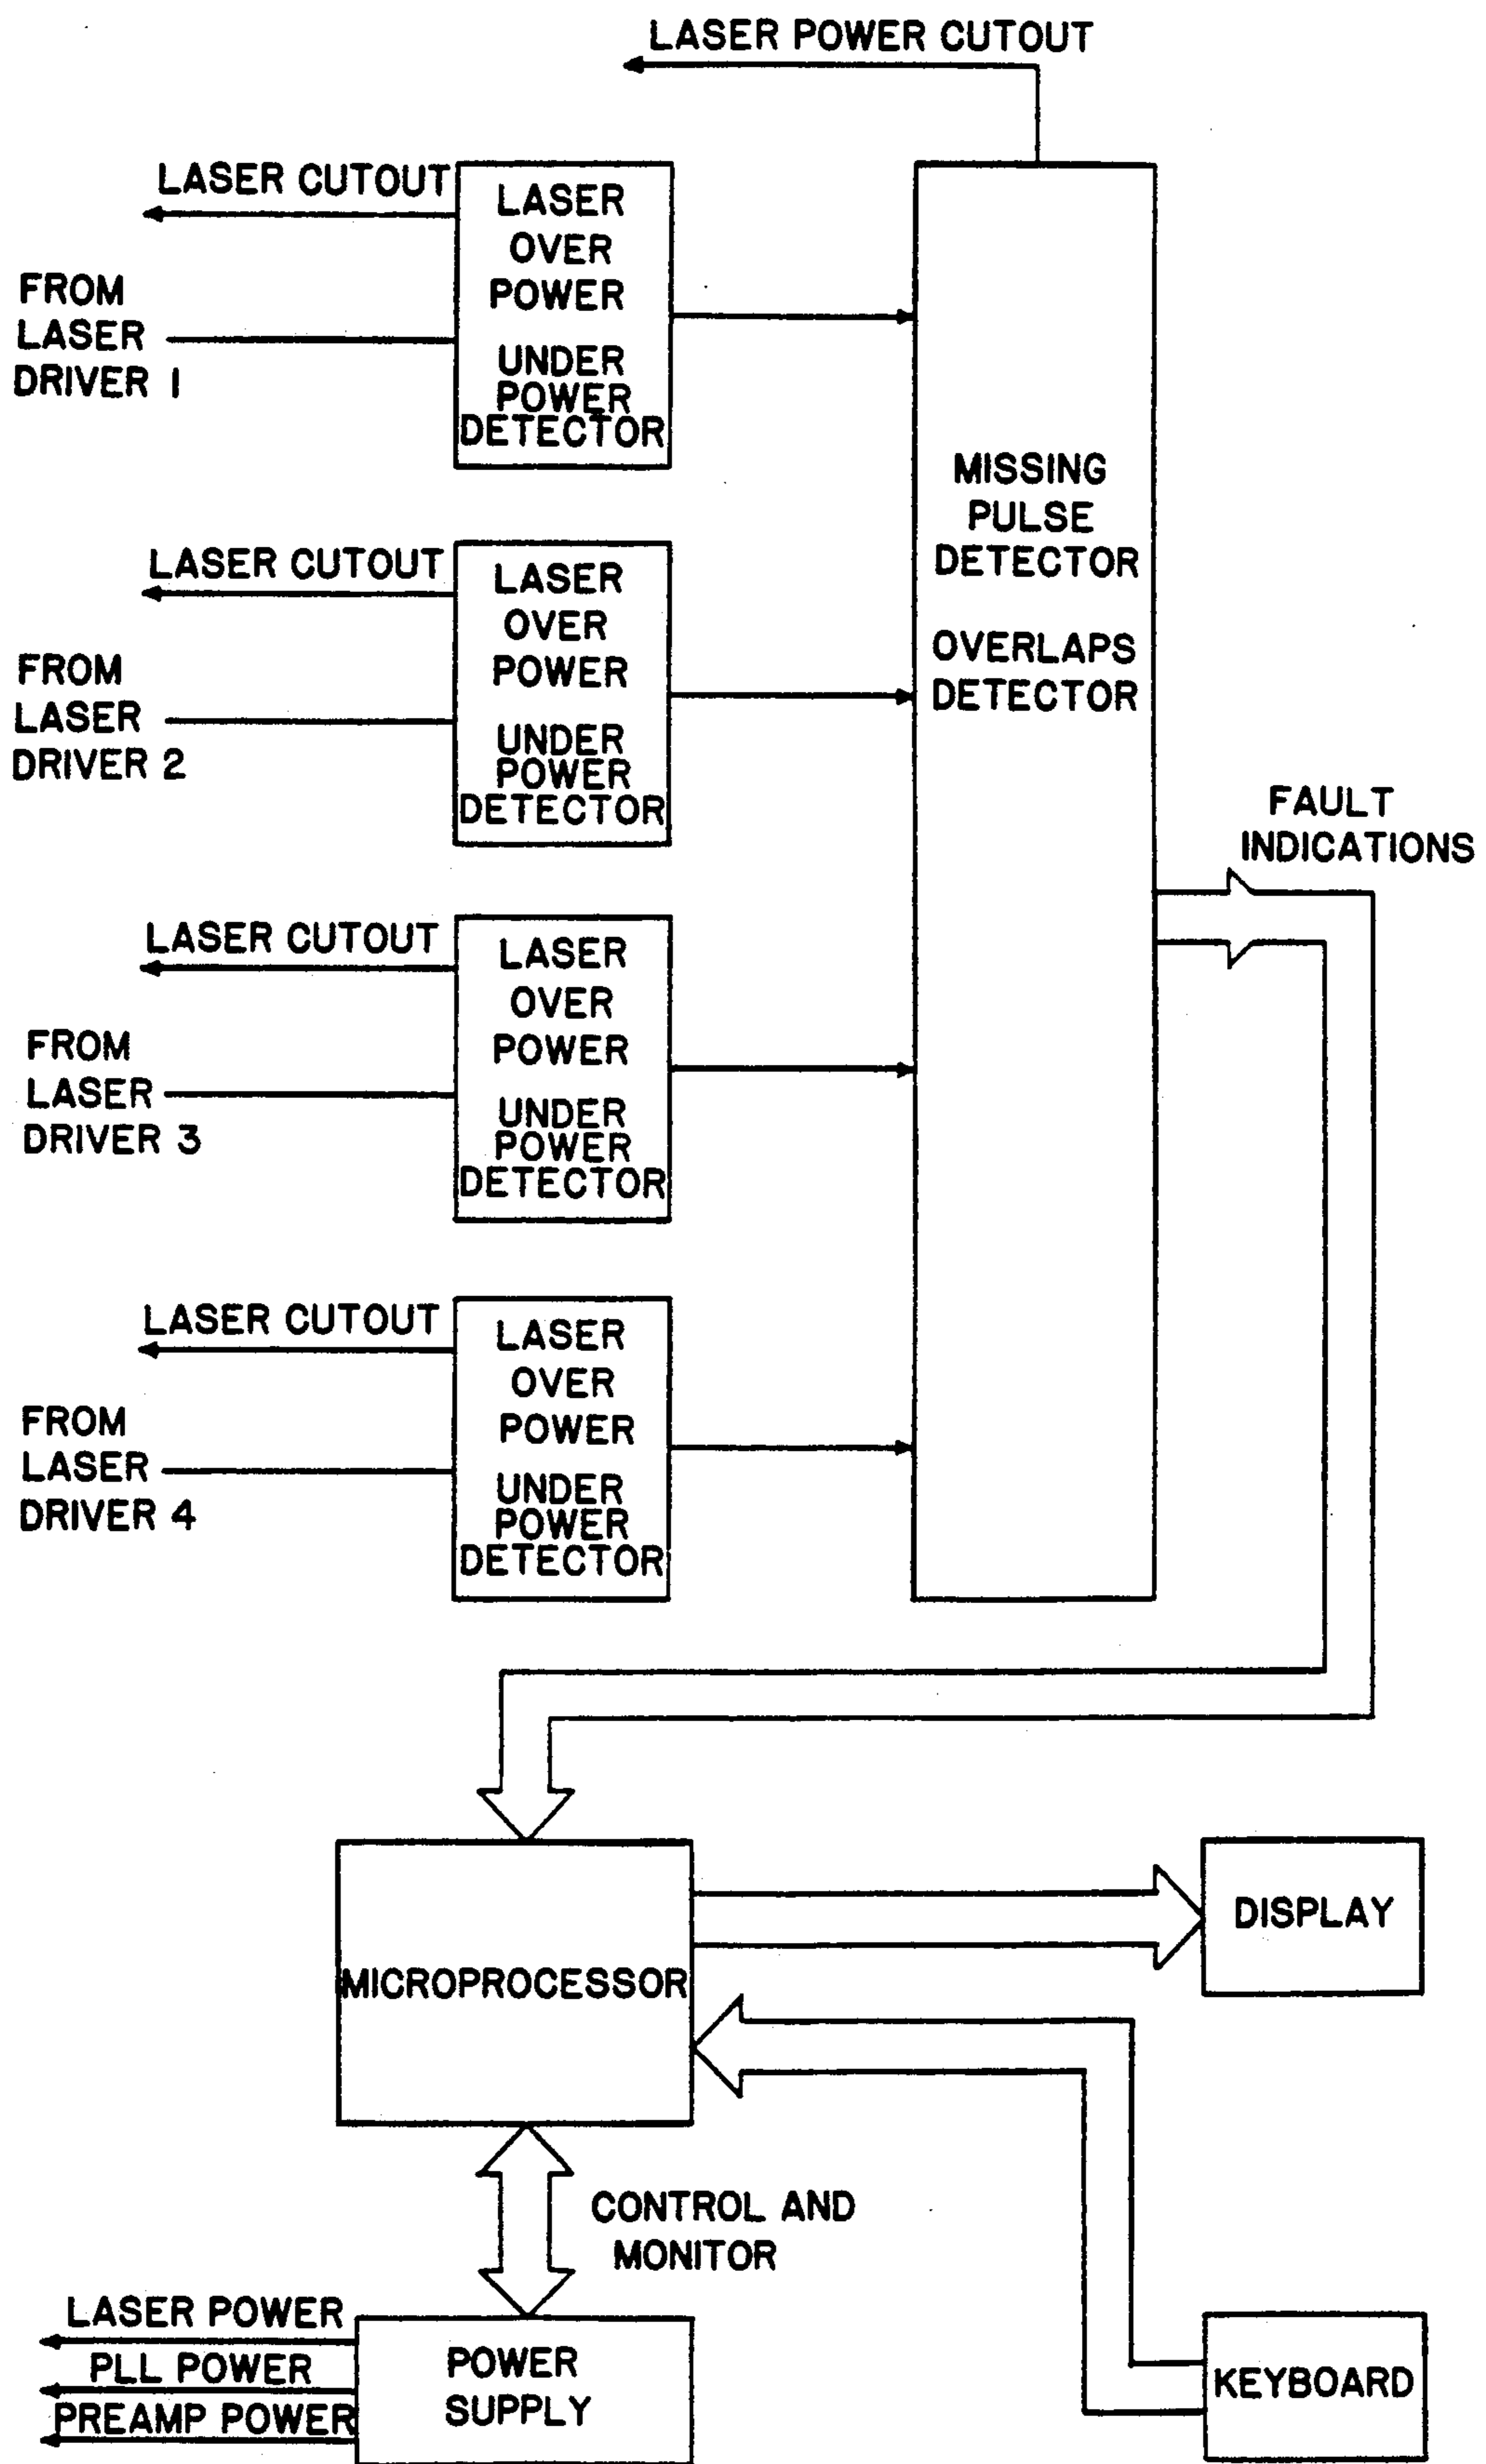 LASER POWER CUTOUT
LASER CUTOUT
FROM
LASER
DRIVER 1
LASER
OVER
POWER
UNDER
POWER
DETECTOR
LASER CUTOUT
FROM
LASER
DRIVER 2
LASER
OVER
POWER
UNDER
POWER
DETECTOR
LASER CUTOUT
FROM
LASER
DRIVER 3
LASER
OVER
POWER
UNDER
POWER
DETECTOR
LASER CUTOUT
FROM
LASER
DRIVER 4
LASER
OVER
POWER
UNDER
POWER
DETECTOR
MISSING
PULSE
DETECTOR
OVERLAPS
DETECTOR
FAULT
INDICATIONS
MICROPROCESSOR
DISPLAY
CONTROL AND
MONITOR
LASER POWER
PLL POWER
PREAMP POWER
POWER
SUPPLY
KEYBOARD